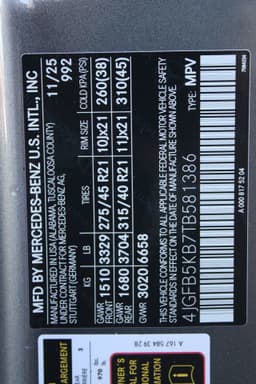 MFD BY MERCEDES-BENZ U.S. INTL., INC
MADE IN USA (ALABAMA, TUSCALOOSA COUNTY) 11/25
UNDER CONTRACT FOR MERCEDES-BENZ AG, 992
STUTTGART (GERMANY)
KG LB TIRES RIM SIZE COLD KPA (PSI)
GAWR FRONT 1510 3329 275/45 R21 10Jx21 260(38)
GAWR REAR 1680 3704 315/40 R21 11Jx21 310(45)
GVWR 3020 6658
THIS VEHICLE CONFORMS TO ALL APPLICABLE FEDERAL MOTOR VEHICLE SAFETY
STANDARDS IN EFFECT ON THE DATE OF MANUFACTURE SHOWN ABOVE.
4JGFB5KB7TB581386 TYPE: MPV
A 000 817 52 04
A 167 584 39 28